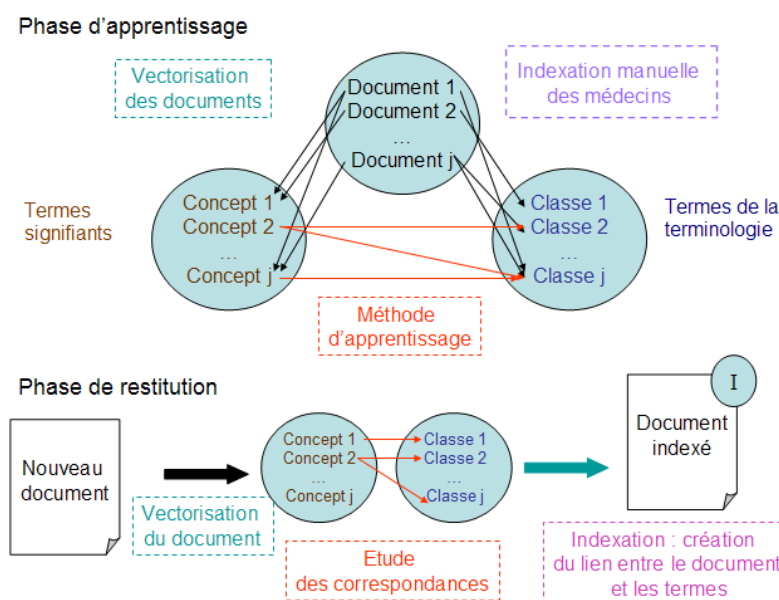 Phase d'apprentissage
Vectorisation
des documents
Document 1
Document 2
...
Document j
Indexation manuelle
des médecins
Termes
signifiants
Concept 1
Concept 2
...
Concept j
Classe 1
Classe 2
...
Classe j
Termes de la
terminologie
Méthode
d'apprentissage
Phase de restitution
Nouveau
document
Vectorisation
du document
Concept 1
Concept 2
...
Concept j
Classe 1
Classe 2
...
Classe j
Etude
des correspondances
I
Document
indexé
Indexation : création
du lien entre le document
et les termes